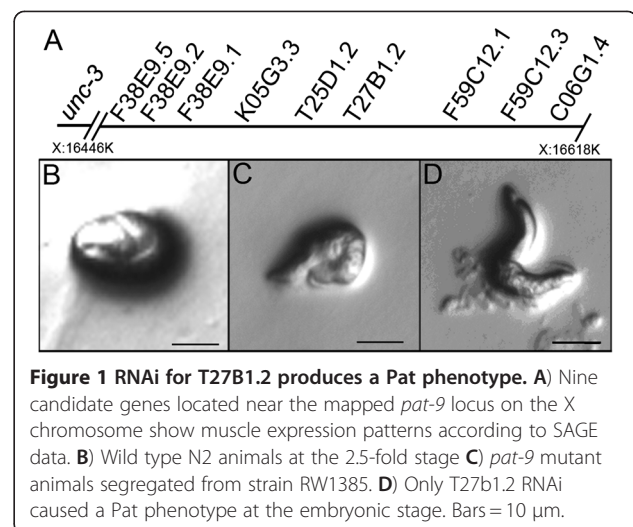 A
unc-3 F38E9.5 F38E9.2 F38E9.1 K05G3.3 T25D1.2 T27B1.2 F59C12.1 F59C12.3 C06G1.4
X:16446K X:16618K
B C D
Figure 1 RNAi for T27B1.2 produces a Pat phenotype. A) Nine
candidate genes located near the mapped pat-9 locus on the X
chromosome show muscle expression patterns according to SAGE
data. B) Wild type N2 animals at the 2.5-fold stage C) pat-9 mutant
animals segregated from strain RW1385. D) Only T27b1.2 RNAi
caused a Pat phenotype at the embryonic stage. Bars = 10 μm.